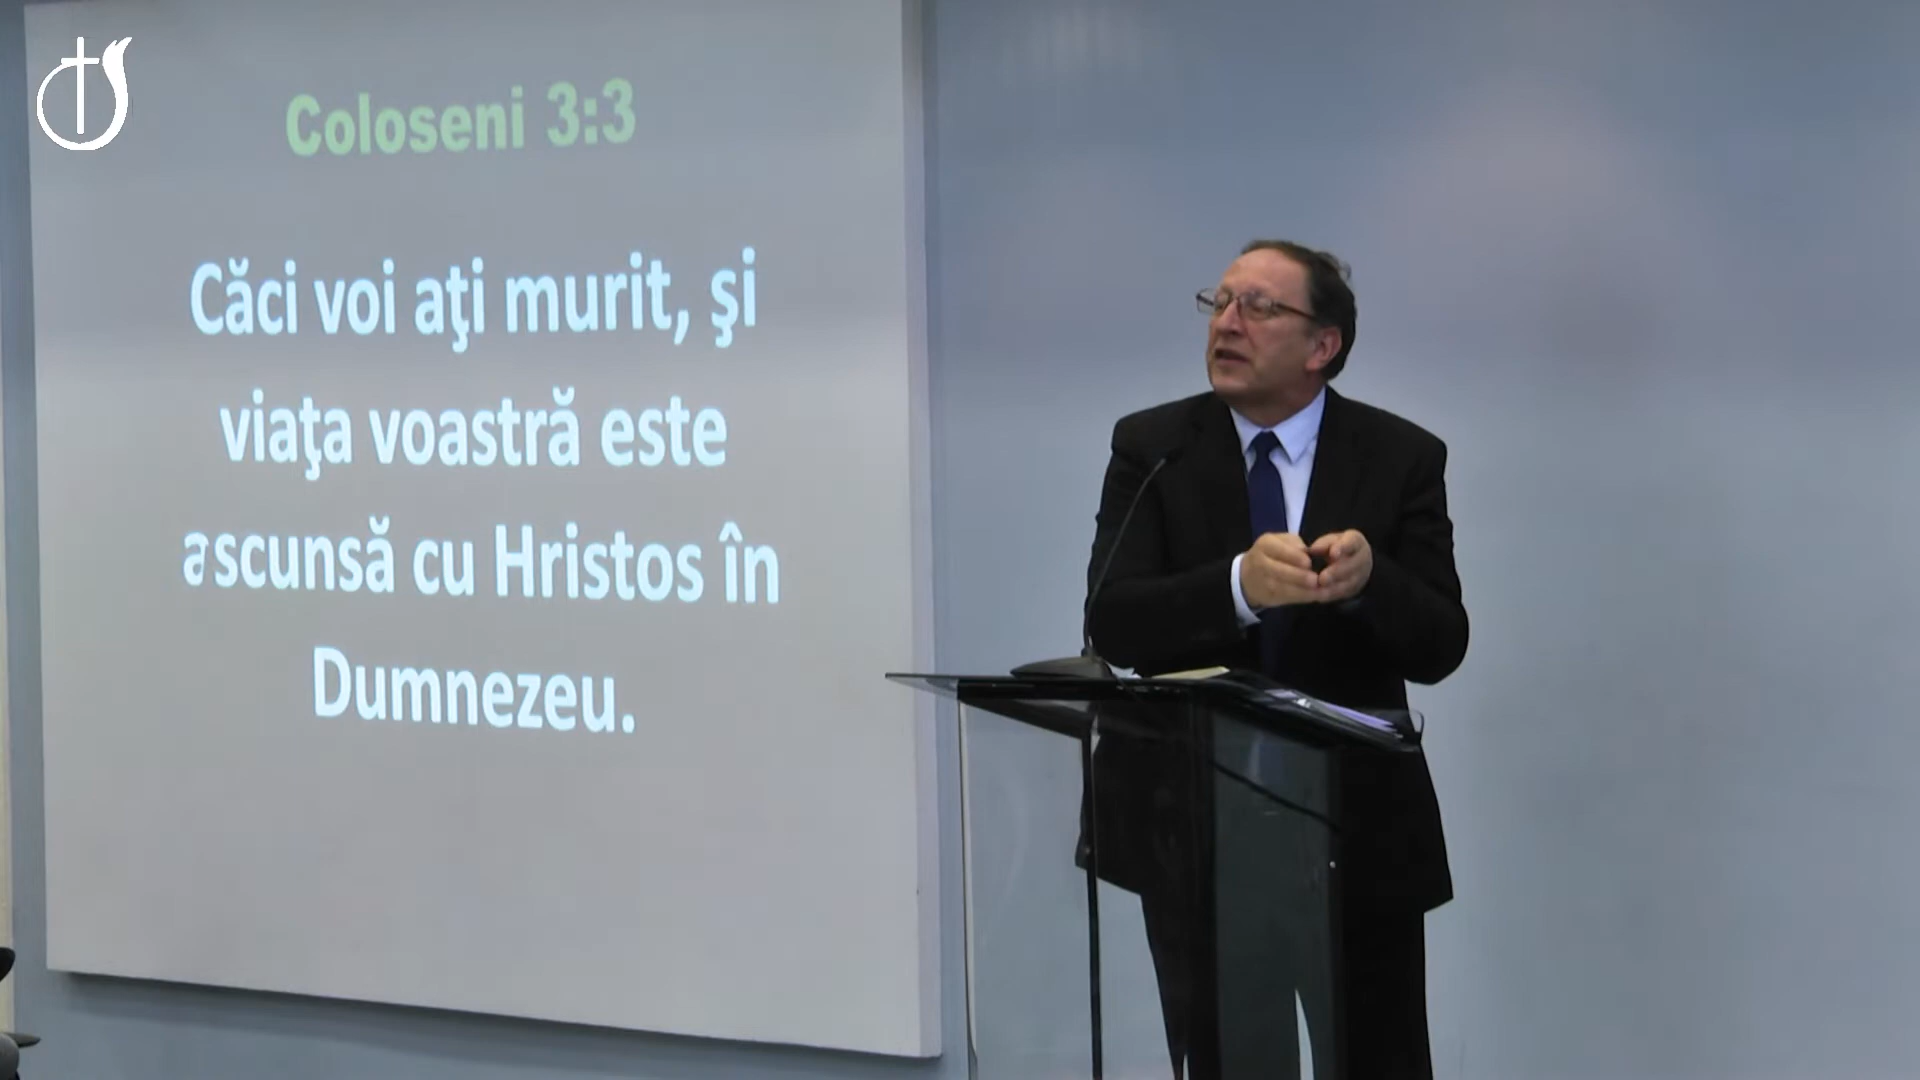 Coloseni 3:3
Căci voi aţi murit, şi
viaţa voastră este
ascunsă cu Hristos în
Dumnezeu.